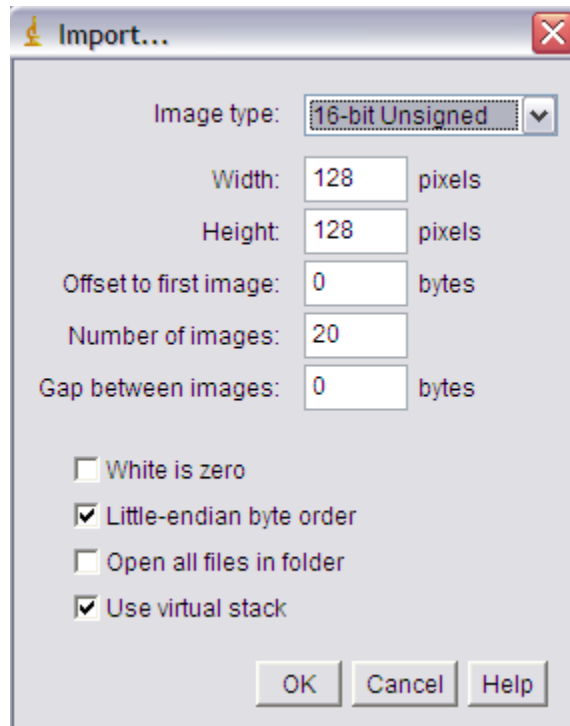 Import...
Image type: 16-bit Unsigned
Width: 128 pixels
Height: 128 pixels
Offset to first image: 0 bytes
Number of images: 20
Gap between images: 0 bytes
White is zero
Little-endian byte order
Open all files in folder
Use virtual stack
OK Cancel Help